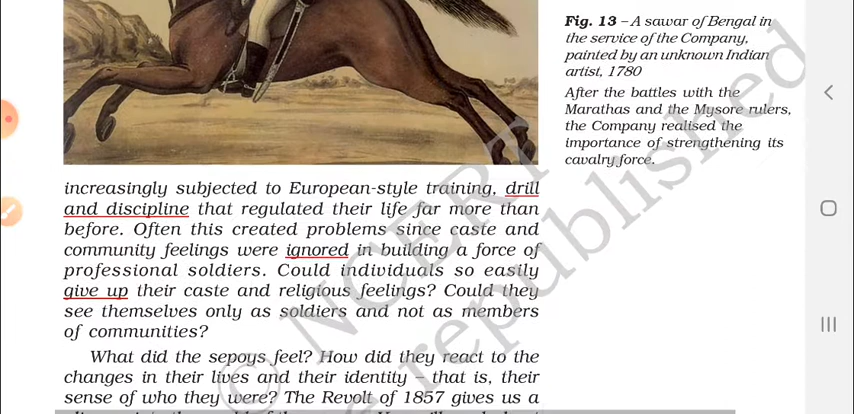 Fig. 13 – A sawar of Bengal in
the service of the Company,
painted by an unknown Indian
artist, 1780
After the battles with the
Marathas and the Mysore rulers,
the Company realised the
importance of strengthening its
cavalry force.
increasingly subjected to European-style training, drill
and discipline that regulated their life far more than
before. Often this created problems since caste and
community feelings were ignored in building a force of
professional soldiers. Could individuals so easily
give up their caste and religious feelings? Could they
see themselves only as soldiers and not as members
of communities?
What did the sepoys feel? How did they react to the
changes in their lives and their identity – that is, their
sense of who they were? The Revolt of 1857 gives us a
© NCERT
republished